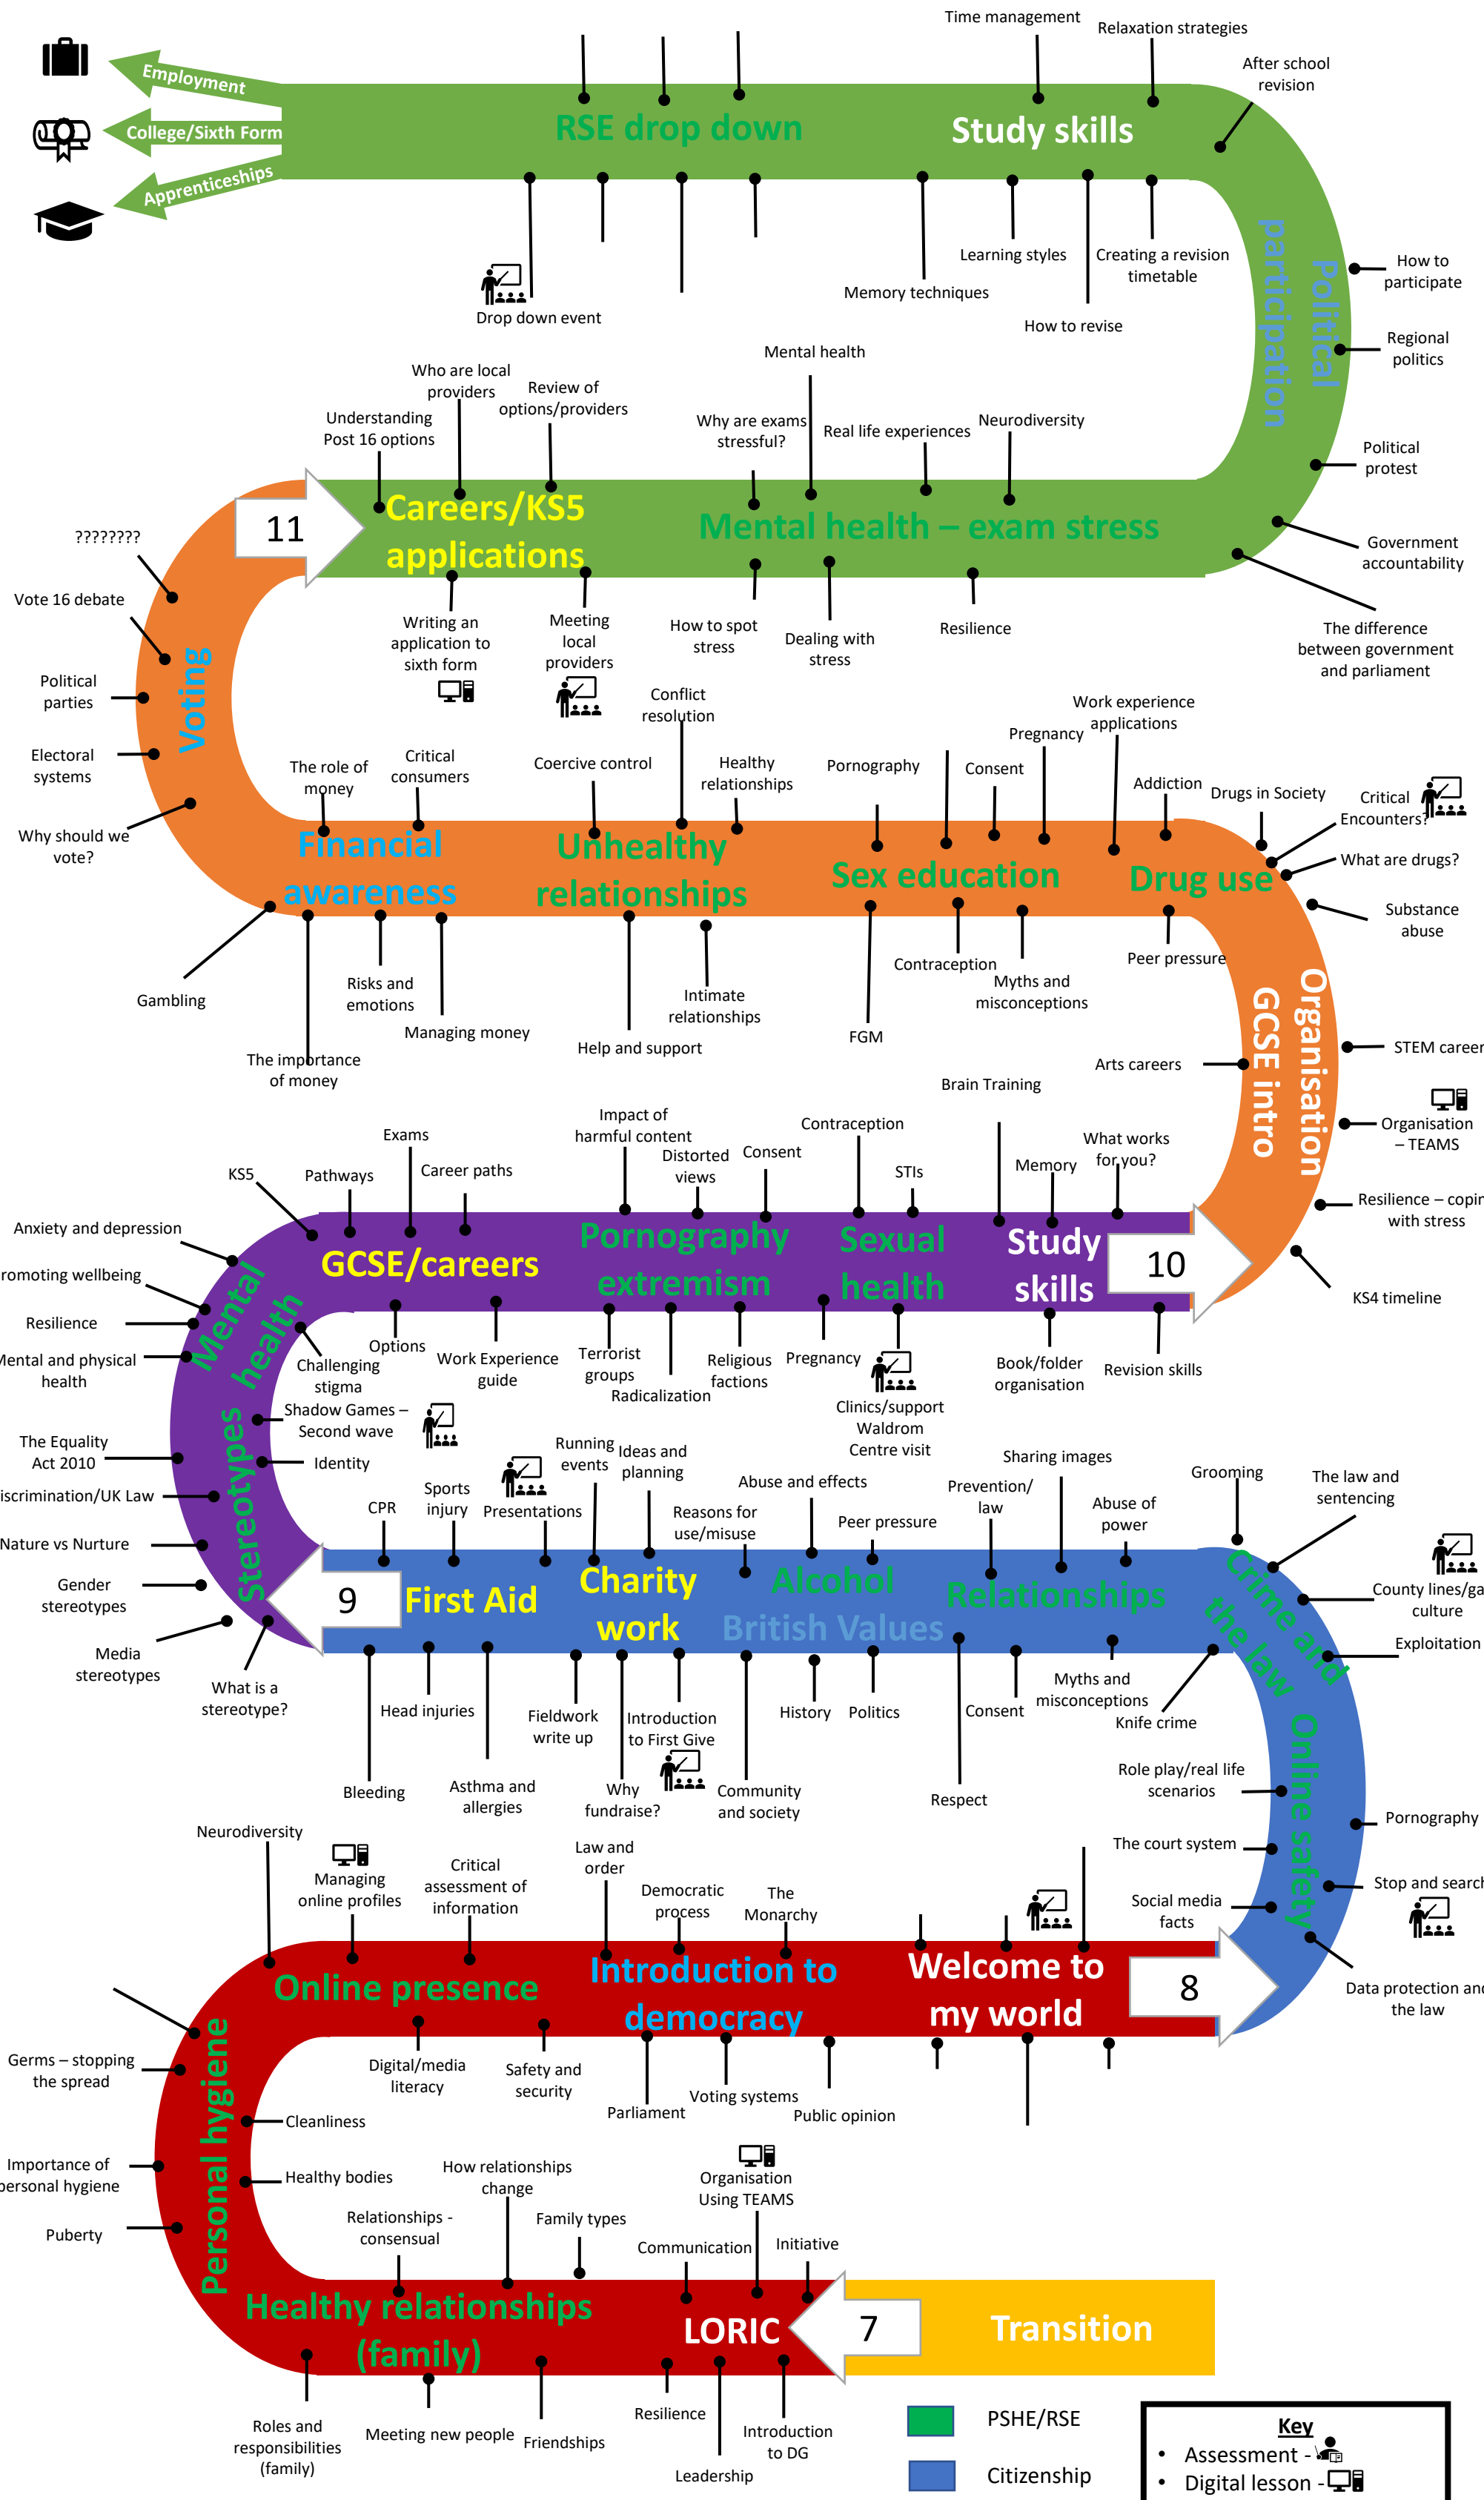 Time management
Relaxation strategies
After school
revision
Employment
College/Sixth Form
Apprenticeships
RSE drop down
Study skills
Drop down event
Memory techniques
Learning styles
How to revise
Creating a revision
timetable
Political
participation
How to
participate
Regional
politics
Political
protest
Government
accountability
The difference
between government
and parliament
Understanding
Post 16 options
Who are local
providers
Review of
options/providers
Why are exams
stressful?
Mental health
Real life experiences
Neurodiversity
11
Careers/KS5
applications
Mental health – exam stress
Writing an
application to
sixth form
Meeting
local
providers
How to spot
stress
Dealing with
stress
Resilience
????????
Vote 16 debate
Political
parties
Electoral
systems
Why should we
vote?
Voting
The role of
money
Critical
consumers
Coercive control
Conflict
resolution
Healthy
relationships
Pornography
Consent
Pregnancy
Work experience
applications
Addiction
Drugs in Society
Critical
Encounters?
What are drugs?
Substance
abuse
Financial
awareness
Unhealthy
relationships
Sex education
Drug use
Gambling
The importance
of money
Risks and
emotions
Managing money
Help and support
Intimate
relationships
FGM
Contraception
Myths and
misconceptions
Peer pressure
Organisation
GCSE intro
Arts careers
STEM career
Organisation
– TEAMS
Resilience – copin
with stress
KS4 timeline
KS5
Pathways
Exams
Career paths
Impact of
harmful content
Distorted
views
Consent
Contraception
STIs
Brain Training
Memory
What works
for you?
GCSE/careers
Pornography
extremism
Sexual
health
Study
skills
10
Options
Work Experience
guide
Terrorist
groups
Radicalization
Religious
factions
Pregnancy
Clinics/support
Waldrom
Centre visit
Book/folder
organisation
Revision skills
Anxiety and depression
romoting wellbeing
Resilience
Mental and physical
health
Mental
health
Challenging
stigma
Shadow Games –
Second wave
Identity
The Equality
Act 2010
iscrimination/UK Law
Nature vs Nurture
Gender
stereotypes
Media
stereotypes
What is a
stereotype?
Stereotypes
CPR
Sports
injury
Presentations
Running
events
Ideas and
planning
Reasons for
use/misuse
Abuse and effects
Peer pressure
Prevention/
law
Sharing images
Abuse of
power
Grooming
The law and
sentencing
County lines/ga
culture
Exploitation
9
First Aid
Charity
work
Alcohol
British Values
Relationships
Crime and
the law
Bleeding
Head injuries
Asthma and
allergies
Fieldwork
write up
Why
fundraise?
Introduction
to First Give
Community
and society
History
Politics
Respect
Consent
Myths and
misconceptions
Knife crime
Online safety
Role play/real life
scenarios
The court system
Social media
facts
Pornography
Stop and search
Data protection and
the law
Neurodiversity
Managing
online profiles
Critical
assessment of
information
Law and
order
Democratic
process
The
Monarchy
Online presence
Introduction to
democracy
Welcome to
my world
8
Digital/media
literacy
Safety and
security
Parliament
Voting systems
Public opinion
Germs – stopping
the spread
Cleanliness
Importance of
personal hygiene
Healthy bodies
Puberty
Personal hygiene
Relationships -
consensual
How relationships
change
Family types
Communication
Organisation
Using TEAMS
Initiative
Healthy relationships
(family)
LORIC
7
Transition
Roles and
responsibilities
(family)
Meeting new people
Friendships
Resilience
Leadership
Introduction
to DG
PSHE/RSE
Citizenship
Key
• Assessment -
• Digital lesson -